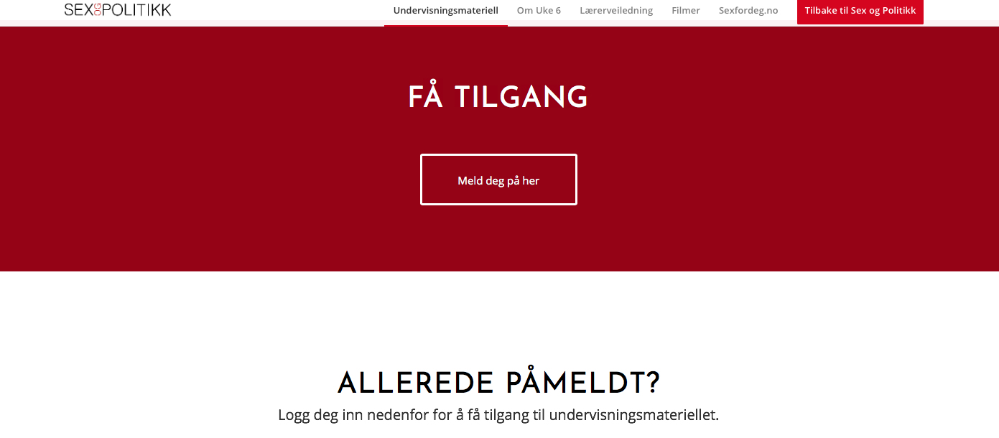 SEX OG POLITIKK
Undervisningsmateriell Om Uke 6 Lærerveiledning Filmer Sexfordeg.no Tilbake til Sex og Politikk
FÅ TILGANG
Meld deg på her
ALLEREDE PÅMELDT?
Logg deg inn nedenfor for å få tilgang til undervisningsmateriellet.